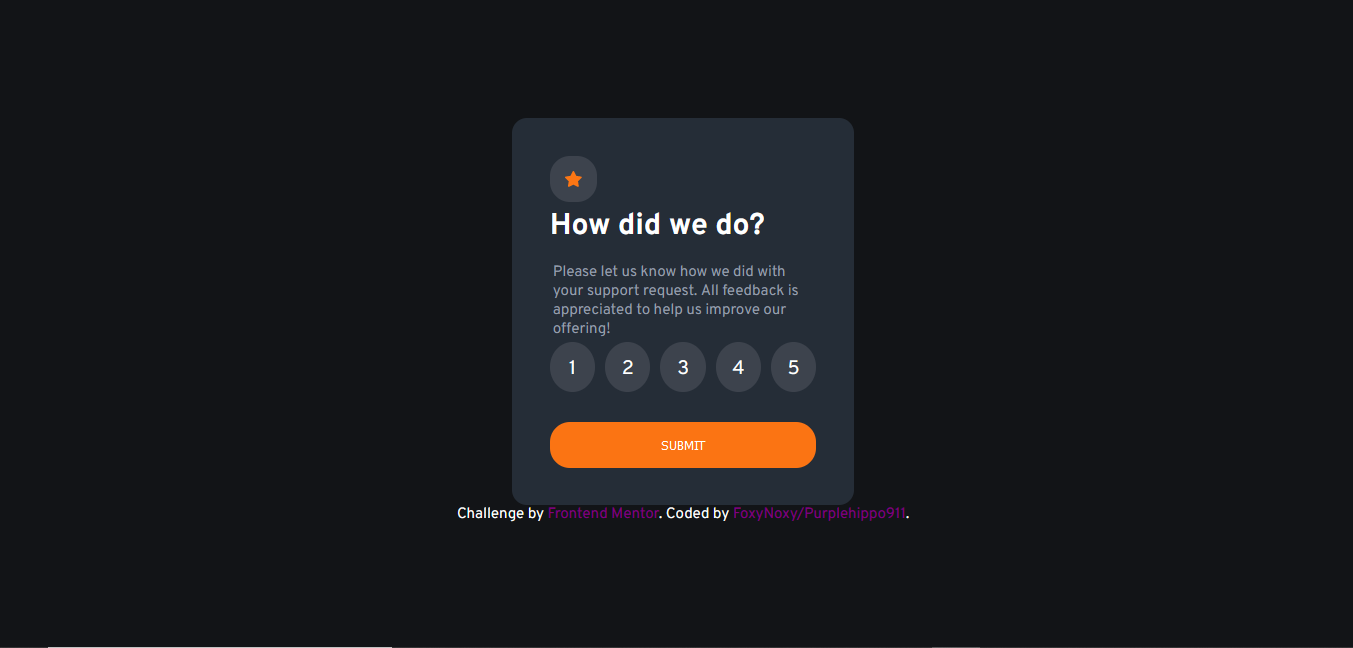 How did we do?
Please let us know how we did with
your support request. All feedback is
appreciated to help us improve our
offering!
1 2 3 4 5
SUBMIT
Challenge by Frontend Mentor. Coded by FoxyNoxy/Purplehippo911.